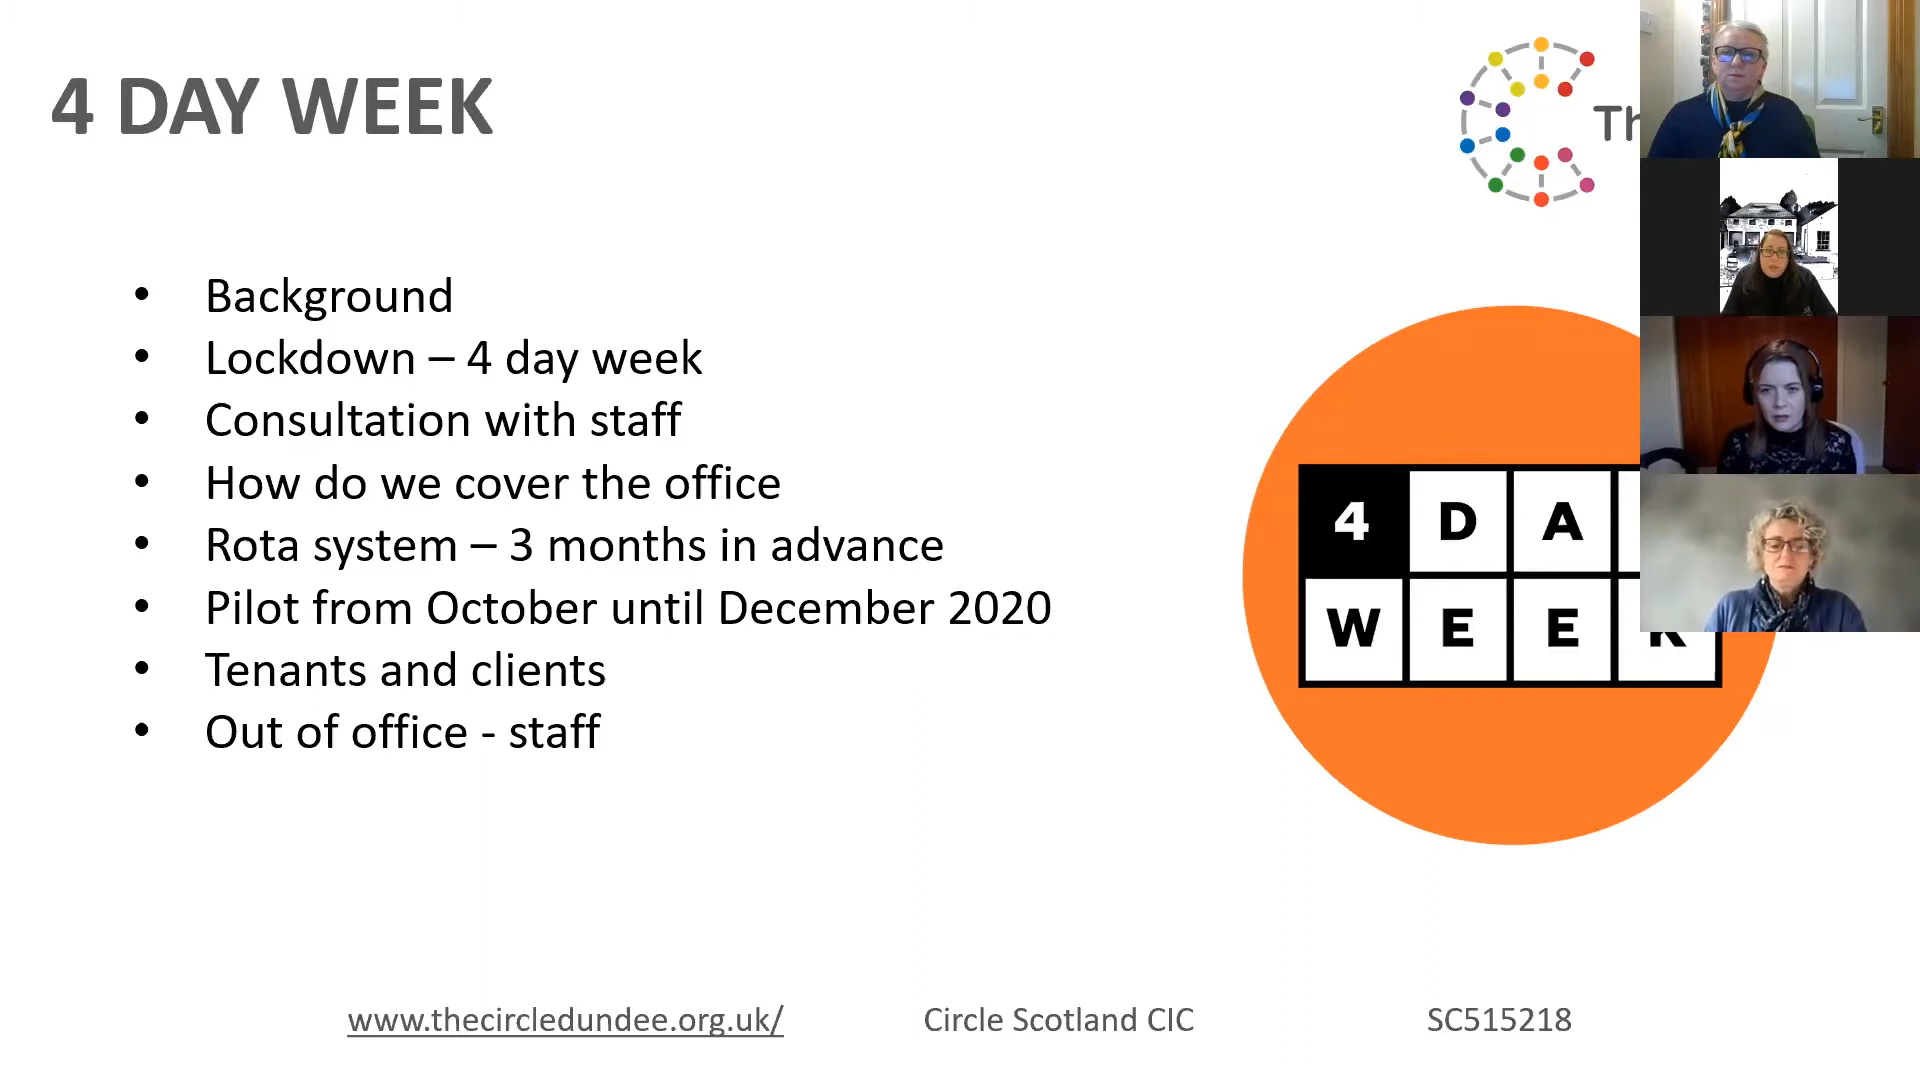 4 DAY WEEK
Th
• Background
• Lockdown – 4 day week
• Consultation with staff
• How do we cover the office
• Rota system – 3 months in advance
• Pilot from October until December 2020
• Tenants and clients
• Out of office - staff
4 D A
W E E K
www.thecircledundee.org.uk/ Circle Scotland CIC SC515218